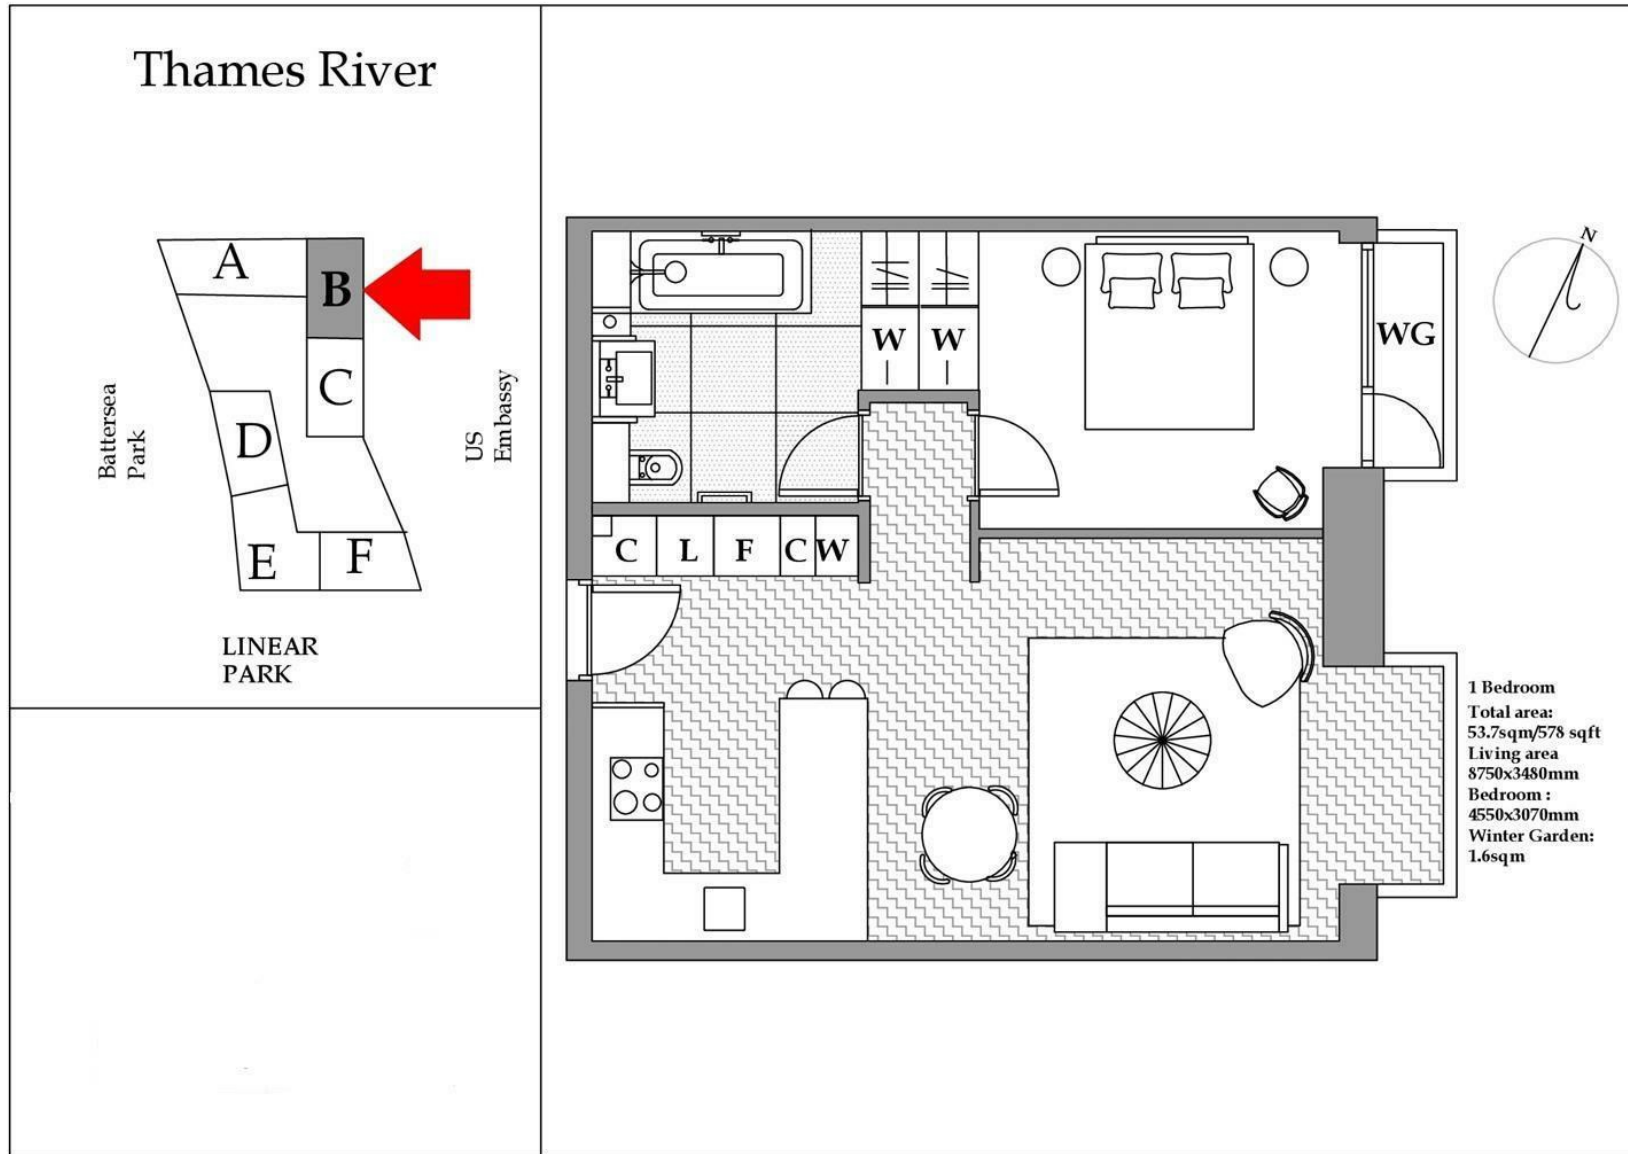 Thames River
A
B
C
D
E
F
Battersea
Park
US
Embassy
LINEAR
PARK
W
W
WG
N
C
L
F
C
W
1 Bedroom
Total area:
53.7sqm/578 sqft
Living area
8750x3480mm
Bedroom :
4550x3070mm
Winter Garden:
1.6sqm